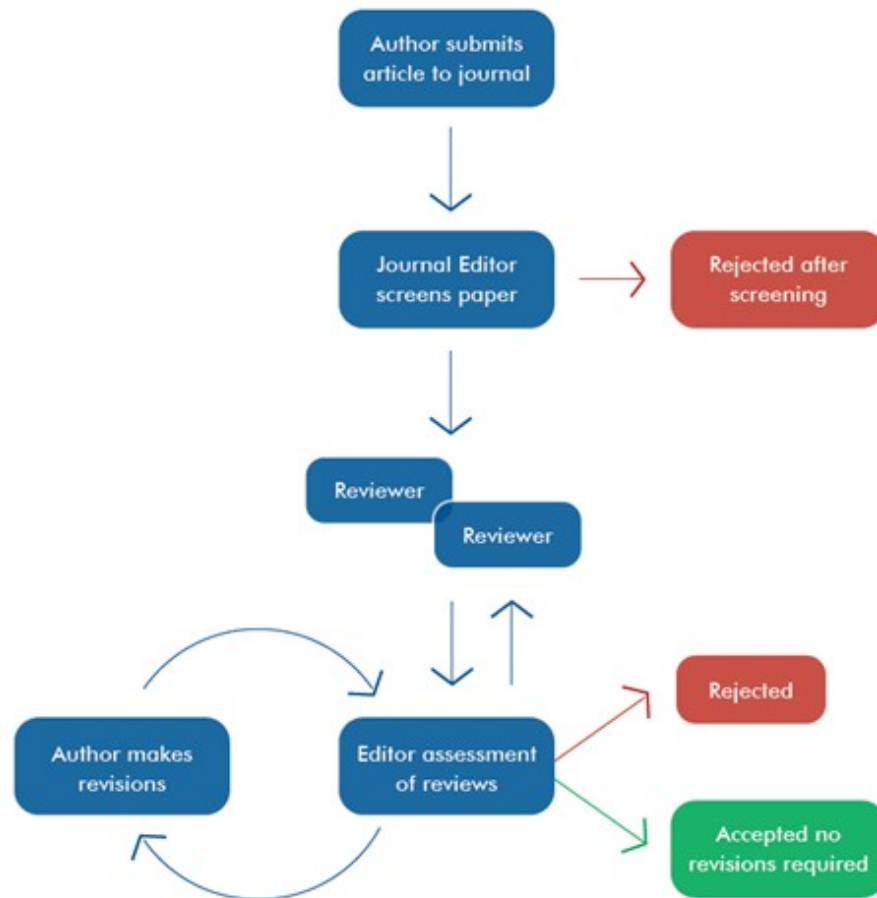 Author submits
article to journal
Journal Editor
screens paper
Rejected after
screening
Reviewer
Reviewer
Rejected
Author makes
revisions
Editor assessment
of reviews
Accepted no
revisions required